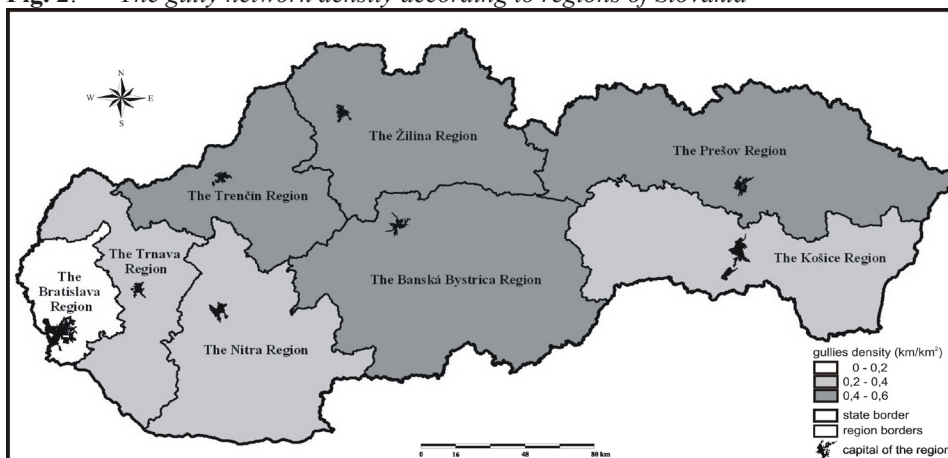 Fig. 2: The gully network density according to regions of Slovakia
N
W E
S
The Žilina Region
The Prešov Region
The Trenčín Region
The Trnava
Region
The
Bratislava
Region
The Banská Bystrica Region
The Košice Region
The Nitra Region
gullies density (km/km²)
0 - 0,2
0,2 - 0,4
0,4 - 0,6
state border
region borders
capital of the region
0 16 48 80 km